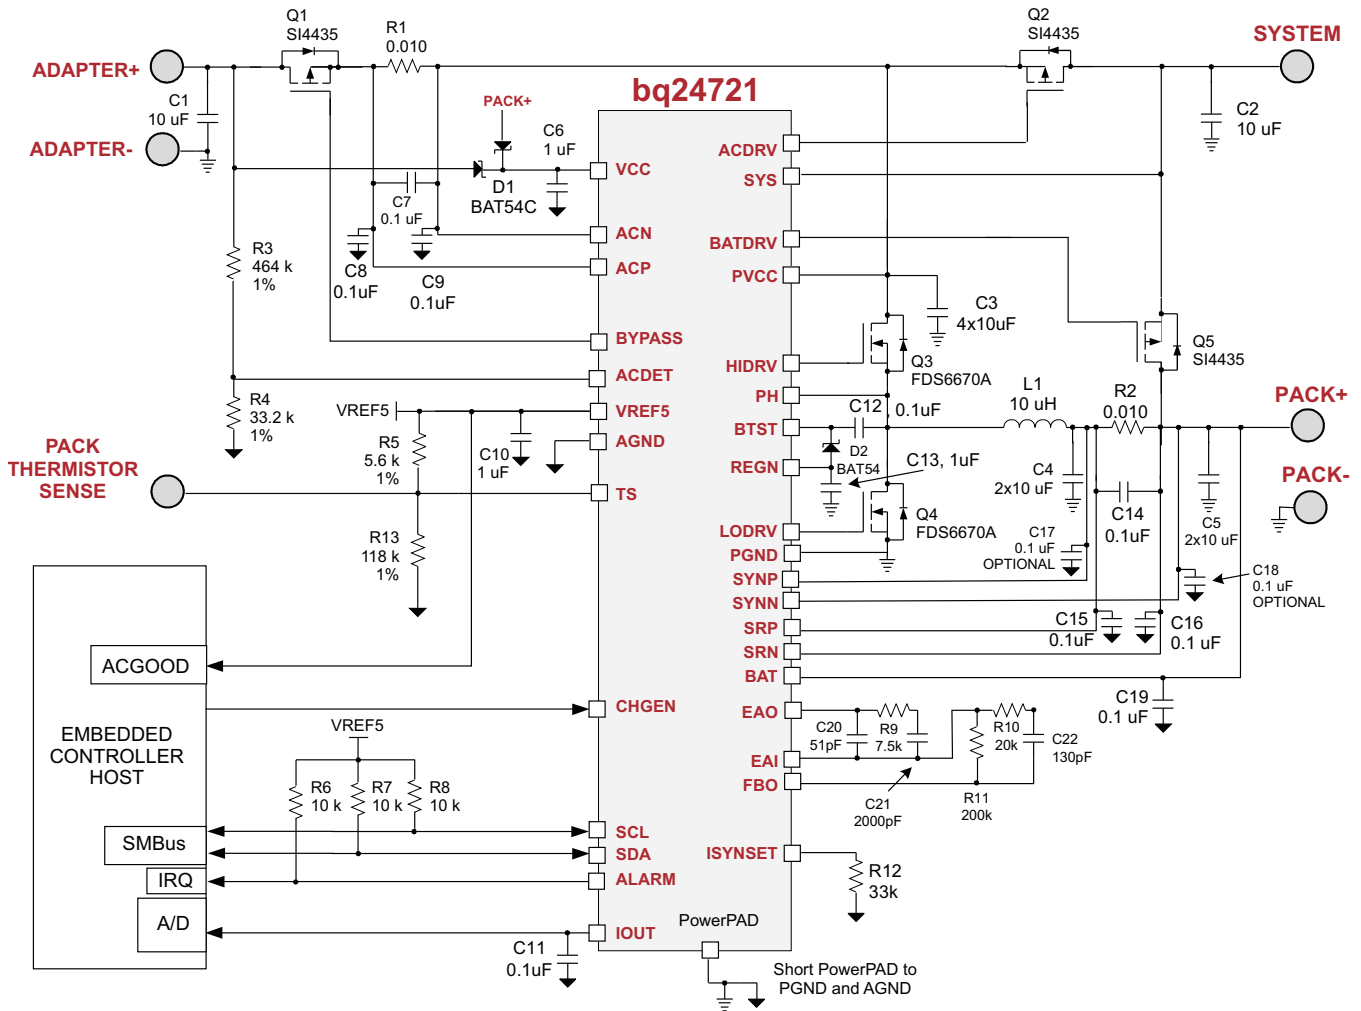 Q1
SI4435
R1
0.010
Q2
SI4435
SYSTEM
ADAPTER+
C1
10 uF
ADAPTER-
bq24721
PACK+
C6
1 uF
D1
BAT54C
C7
0.1 uF
C2
10 uF
VCC
ACN
ACP
BYPASS
ACDET
VREF5
AGND
TS
CHGEN
SCL
SDA
ALARM
IOUT
ACDRV
SYS
BATDRV
PVCC
HIDRV
PH
BTST
REGN
LODRV
PGND
SYNP
SYNN
SRP
SRN
BAT
EAO
EAI
FBO
ISYNSET
PowerPAD
R3
464 k
1%
C8
0.1uF
C9
0.1uF
C3
4x10uF
Q3
FDS6670A
Q5
SI4435
R4
33.2 k
1%
VREF5
R5
5.6 k
1%
C10
1 uF
C12
0.1uF
D2
BAT54
L1
10 uH
R2
0.010
PACK+
PACK-
PACK
THERMISTOR
SENSE
C13, 1uF
C4
2x10 uF
C14
0.1uF
C5
2x10 uF
Q4
FDS6670A
C17
0.1 uF
OPTIONAL
C18
0.1 uF
OPTIONAL
R13
118 k
1%
C15
0.1uF
C16
0.1 uF
C19
0.1 uF
ACGOOD
EMBEDDED
CONTROLLER
HOST
VREF5
R6
10 k
R7
10 k
R8
10 k
SMBus
IRQ
A/D
C20
51pF
R9
7.5k
R10
20k
C22
130pF
C21
2000pF
R11
200k
R12
33k
C11
0.1uF
Short PowerPAD to
PGND and AGND